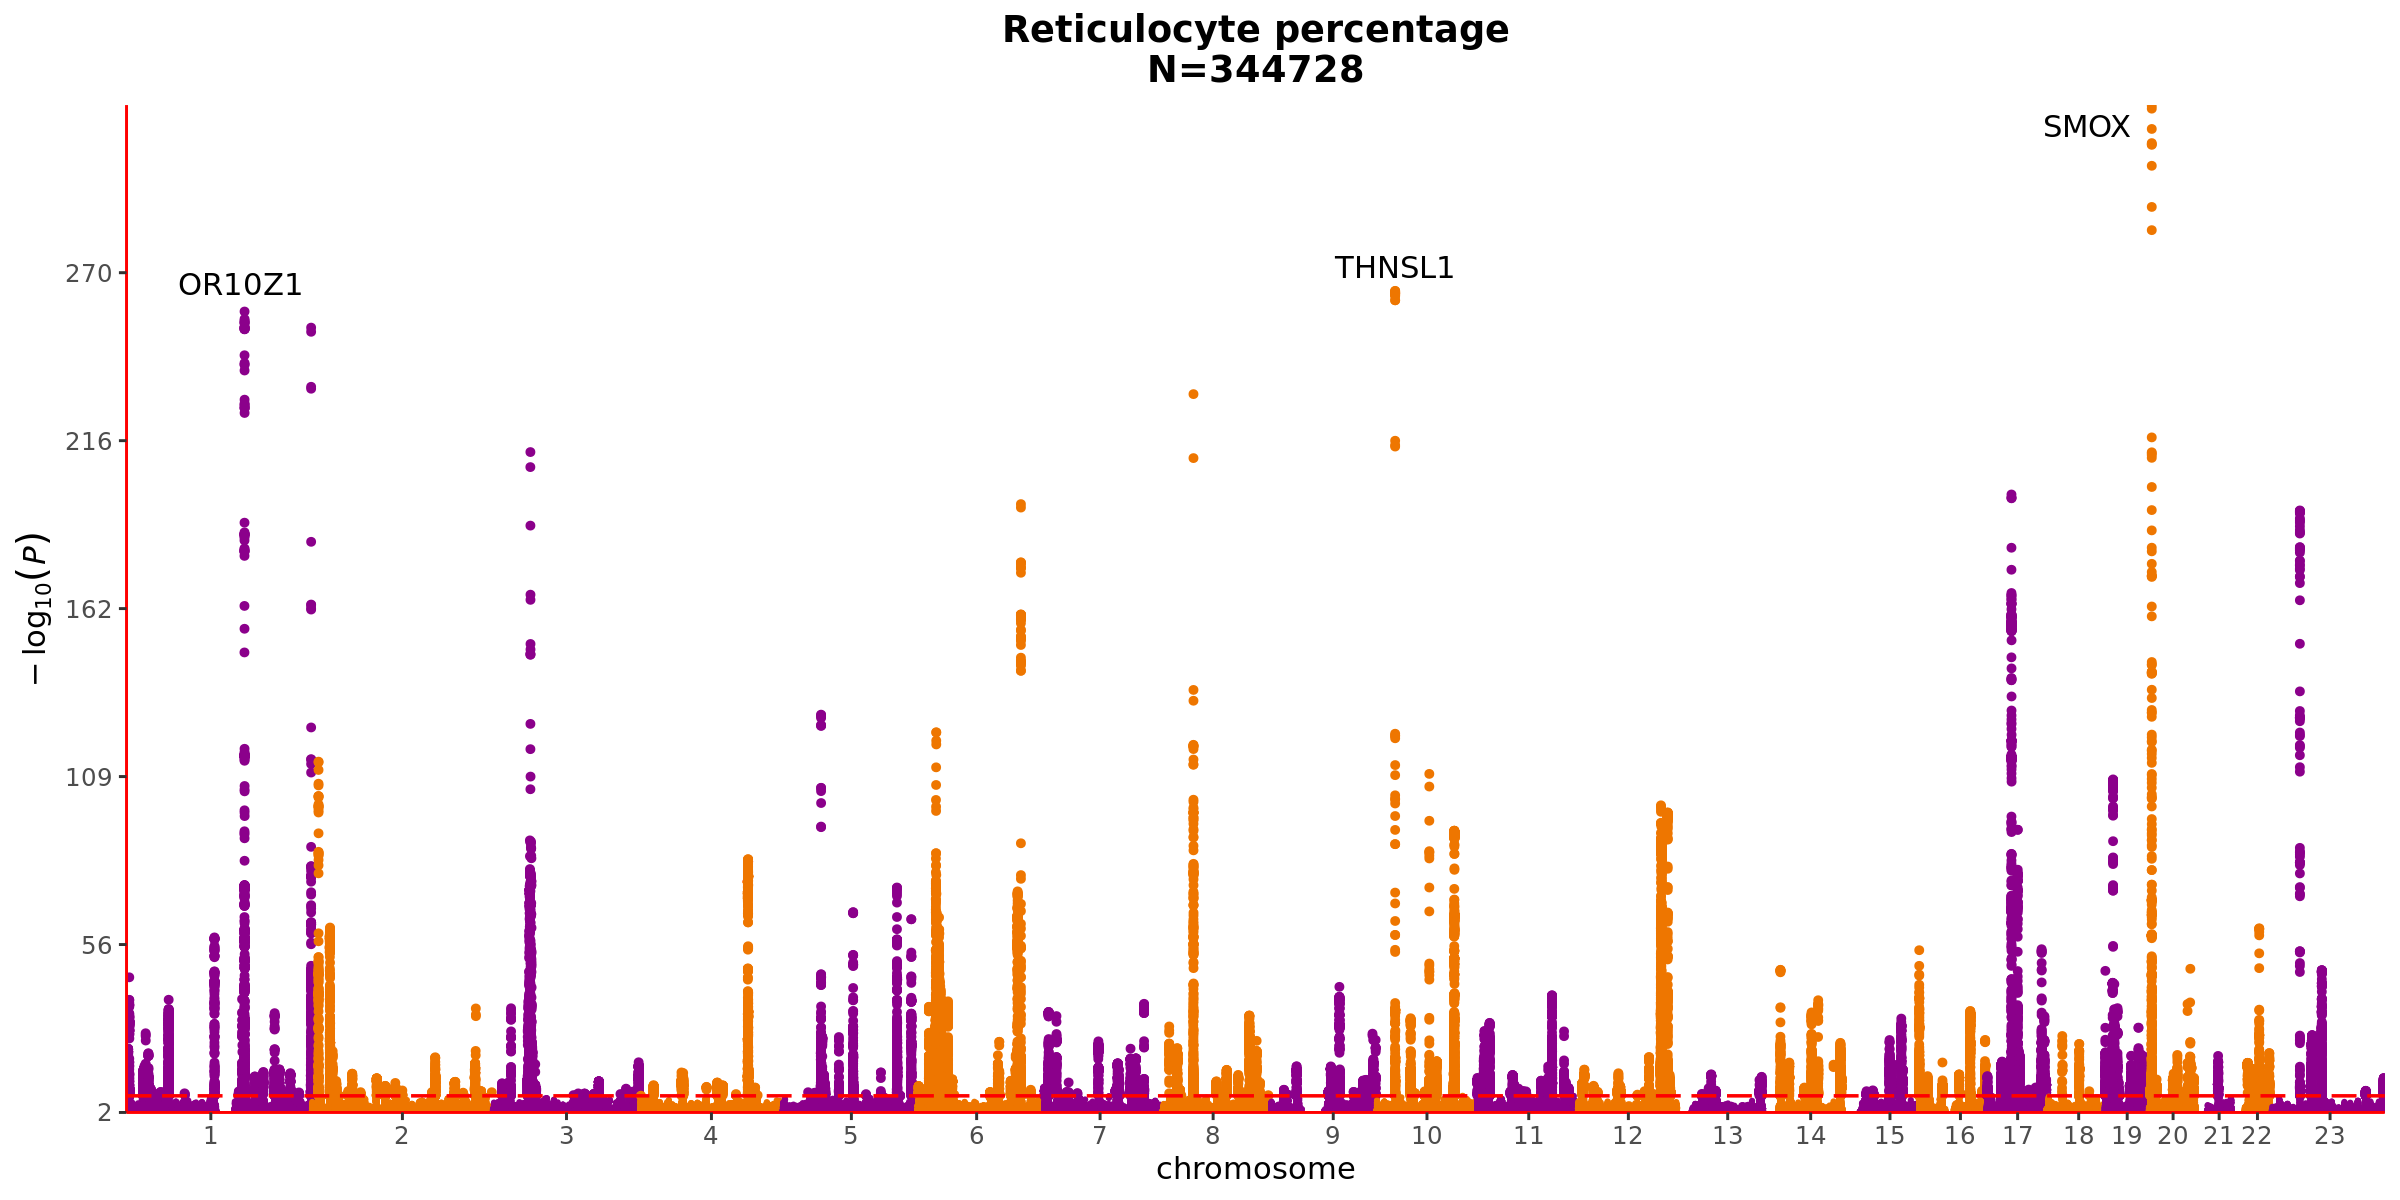 Reticulocyte percentage
N=344728
SMOX
THNSL1
OR10Z1
270
216
162
109
56
2
−log10(P)
1 2 3 4 5 6 7 8 9 10 11 12 13 14 15 16 17 18 19 20 21 22 23
chromosome